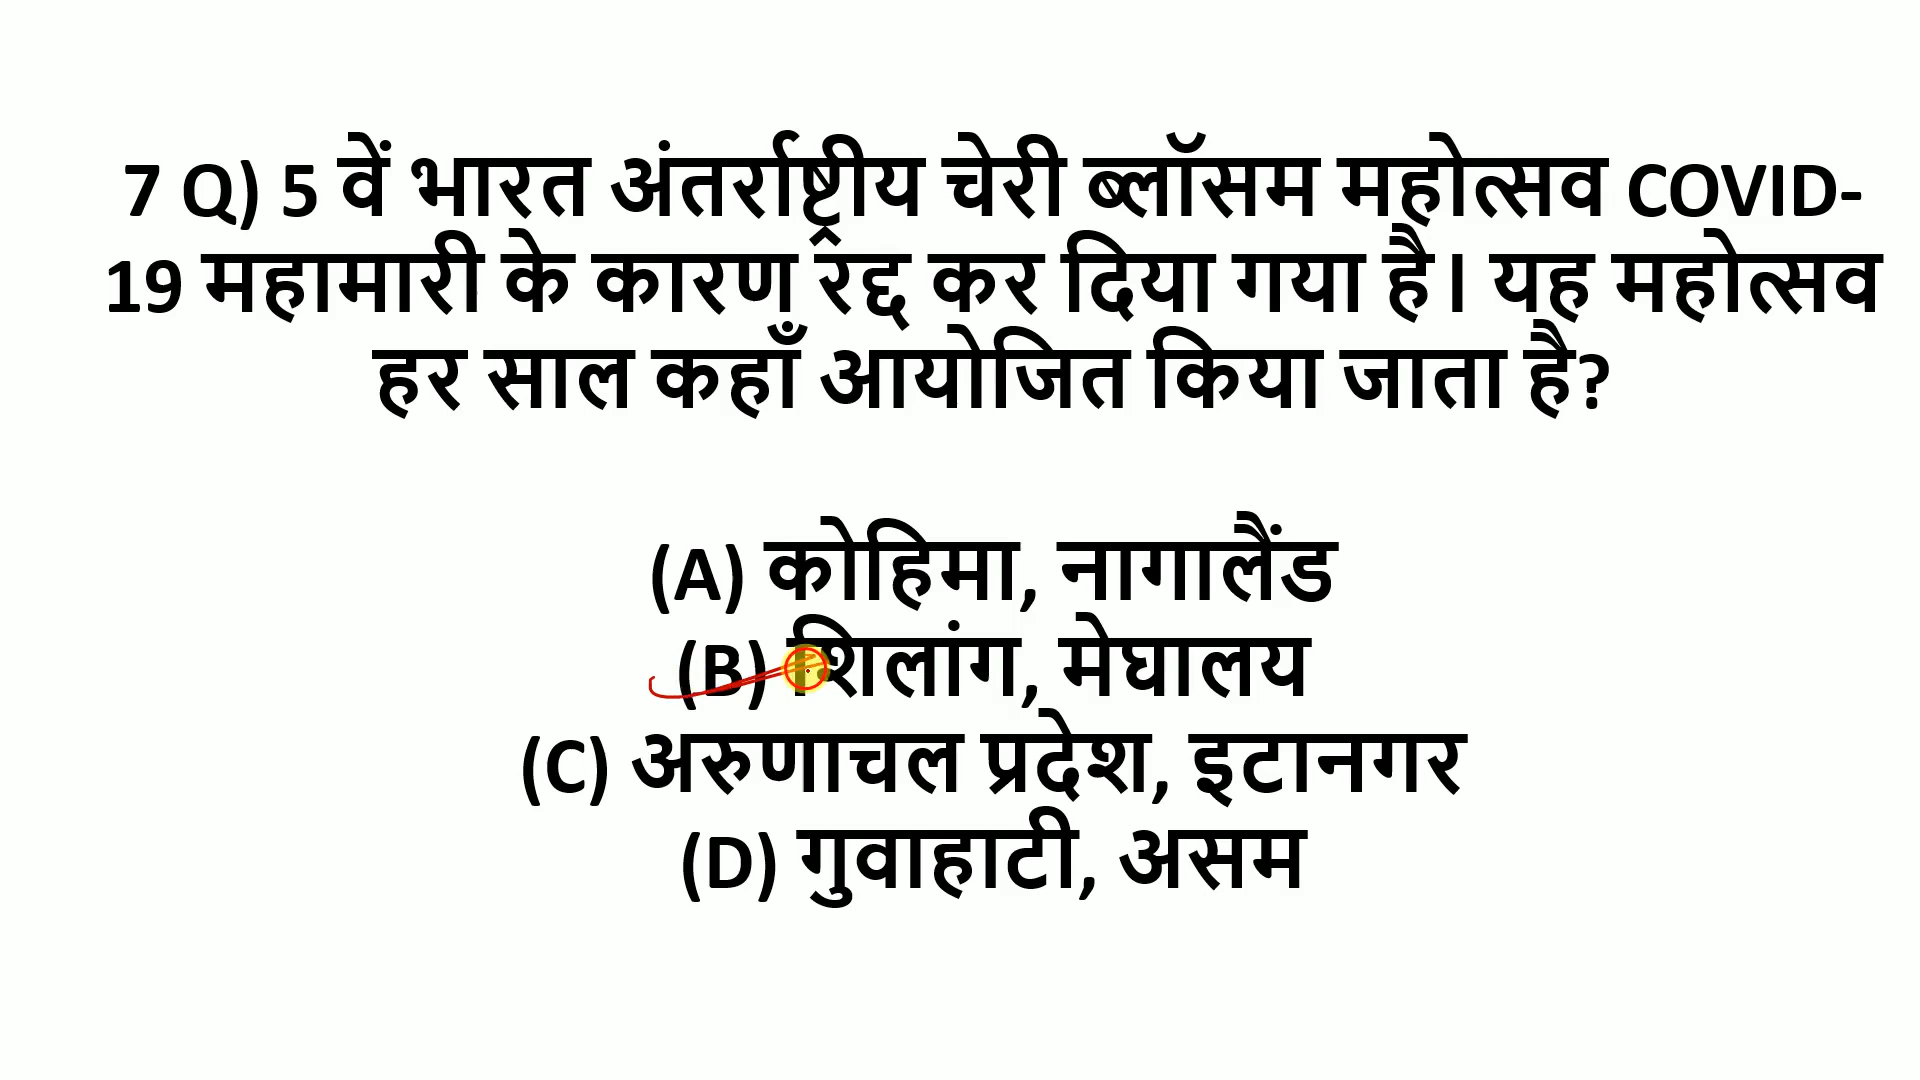 7 Q) 5 वें भारत अंतर्राष्ट्रीय चेरी ब्लॉसम महोत्सव COVID-
19 महामारी के कारण रद्द कर दिया गया है। यह महोत्सव
हर साल कहाँ आयोजित किया जाता है?
(A) कोहिमा, नागालैंड
(B) शिलांग, मेघालय
(C) अरुणाचल प्रदेश, इटानगर
(D) गुवाहाटी, असम